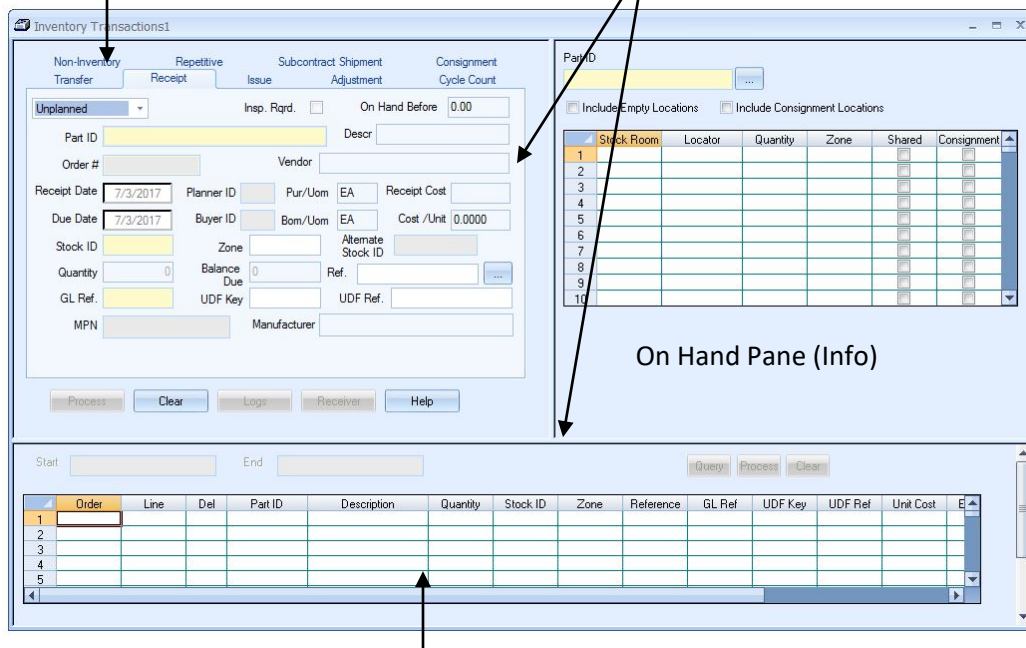 Inventory Transactions1
Non-Inventory Repetitive Subcontract Shipment Consignment
Transfer Receipt Issue Adjustment Cycle Count
Unplanned Insp. Rqrd. On Hand Before 0.00
Part ID Descr
Order # Vendor
Receipt Date 7/3/2017 Planner ID Pur/Uom EA Receipt Cost
Due Date 7/3/2017 Buyer ID Bom/Uom EA Cost /Unit 0.0000
Stock ID Zone Alternate Stock ID
Quantity 0 Balance Due 0 Ref. ...
GL Ref. UDF Key UDF Ref.
MPN Manufacturer
Process Clear Logs Receiver Help
Part ID
...
Include Empty Locations Include Consignment Locations
Stock Room Locator Quantity Zone Shared Consignment
1
2
3
4
5
6
7
8
9
10
On Hand Pane (Info)
Start End Query Process Clear
Order Line Del Part ID Description Quantity Stock ID Zone Reference GL Ref UDF Key UDF Ref Unit Cost E
1
2
3
4
5